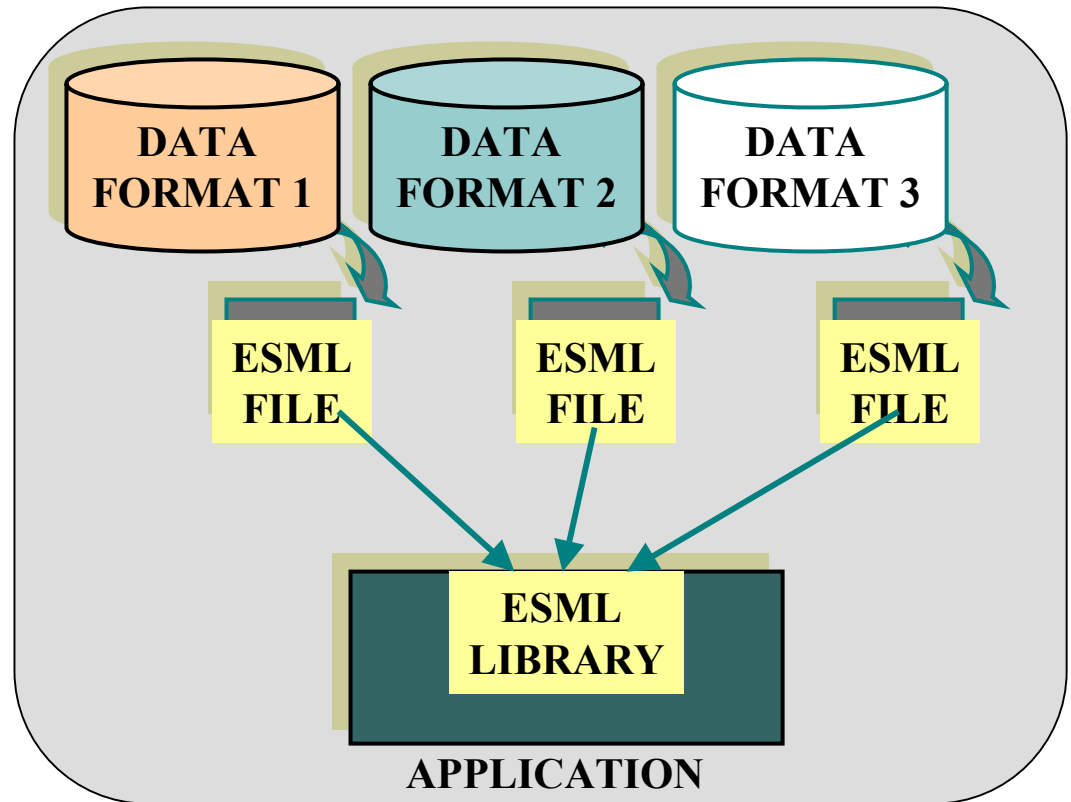 DATA
FORMAT 1
DATA
FORMAT 2
DATA
FORMAT 3
ESML
FILE
ESML
FILE
ESML
FILE
ESML
LIBRARY
APPLICATION